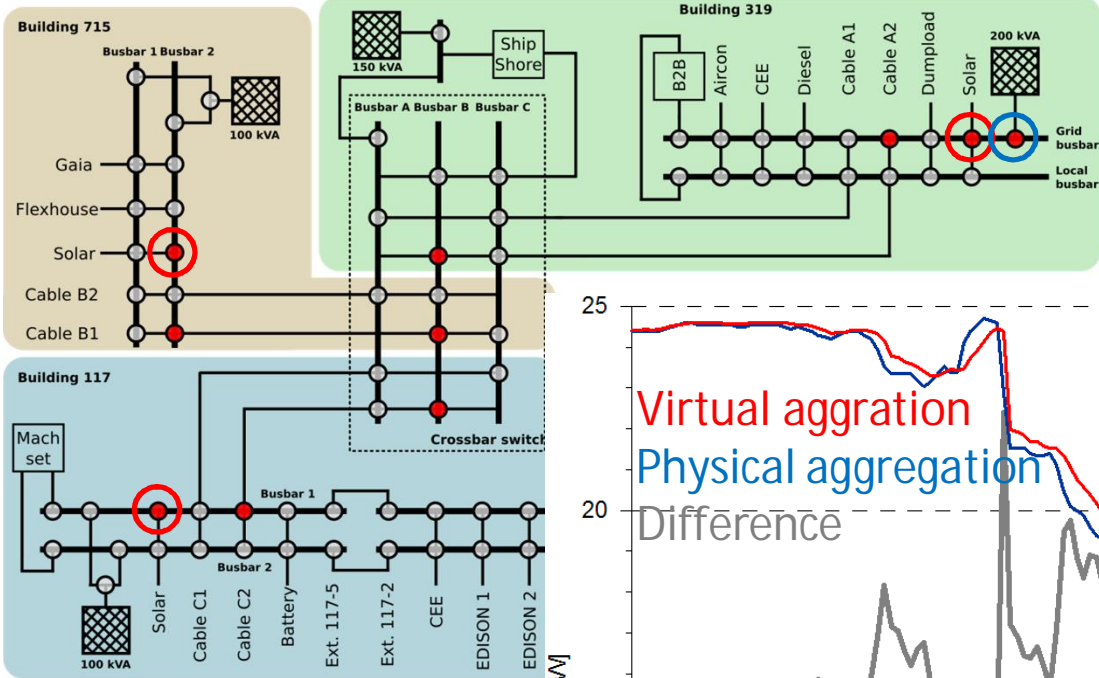 Building 715
Busbar 1 Busbar 2
100 kVA
Gaia
Flexhouse
Solar
Cable B2
Cable B1
150 kVA
Ship
Shore
Busbar A Busbar B Busbar C
Crossbar switch
Building 319
B2B
Aircon
CEE
Diesel
Cable A1
Cable A2
Dumpload
Solar
200 kVA
Grid
busbar
Local
busbar
Building 117
Mach
set
Busbar 1
Busbar 2
100 kVA
Solar
Cable C1
Cable C2
Battery
Ext. 117-5
Ext. 117-2
CEE
EDISON 1
EDISON 2
25
Virtual aggration
Physical aggregation
20
Difference